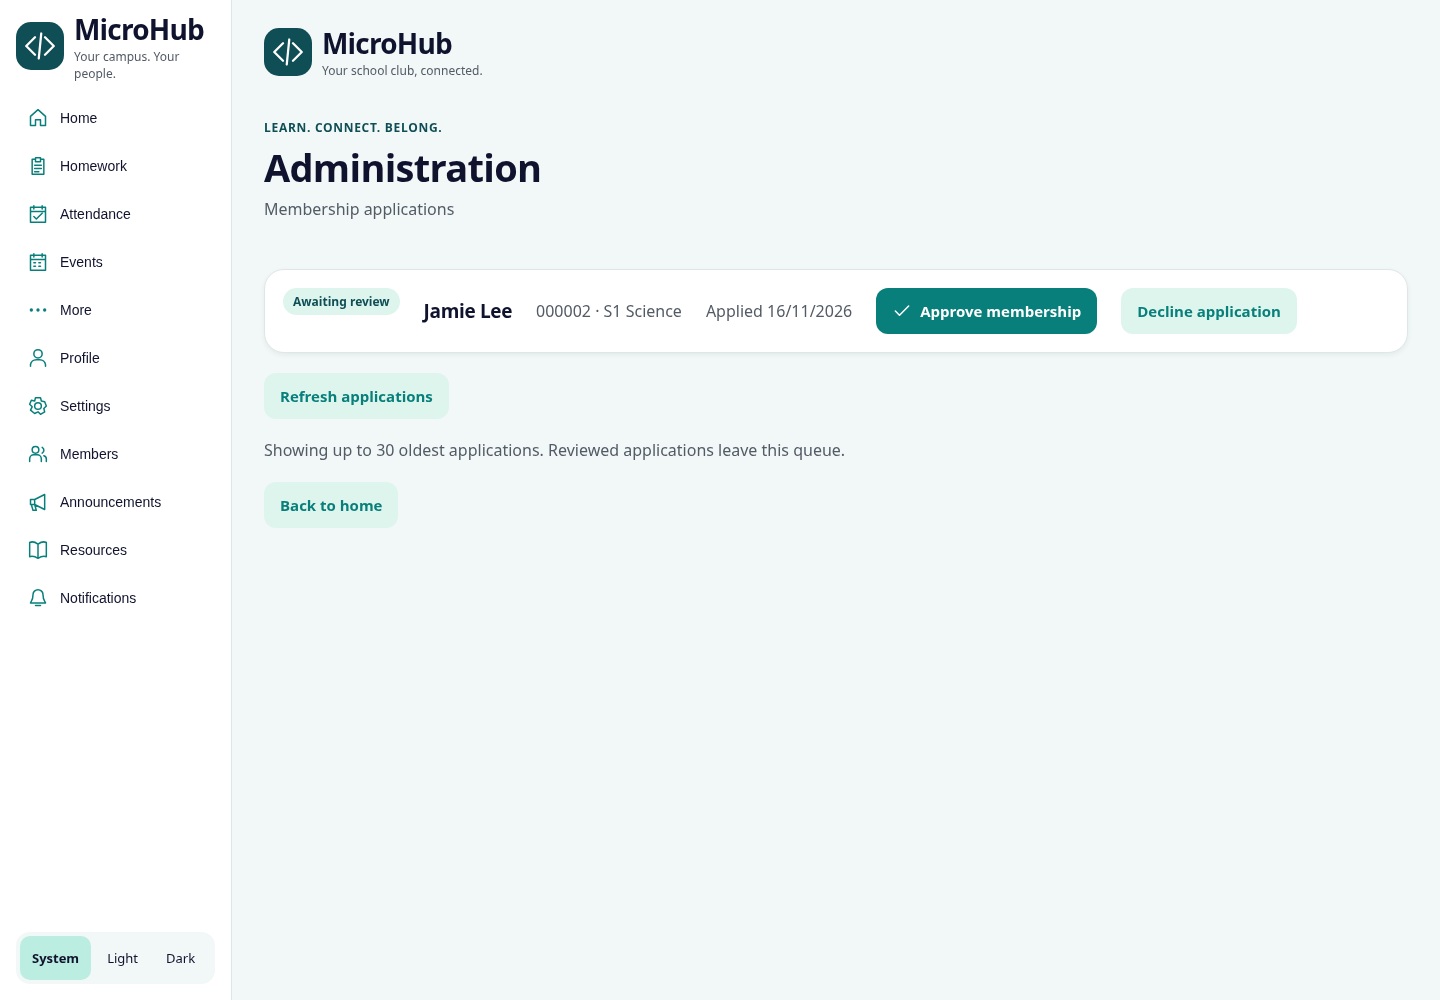 MicroHub
Your campus. Your
people.
Home
Homework
Attendance
Events
More
Profile
Settings
Members
Announcements
Resources
Notifications
System Light Dark
MicroHub
Your school club, connected.
LEARN. CONNECT. BELONG.
Administration
Membership applications
Awaiting review Jamie Lee 000002 · S1 Science Applied 16/11/2026 Approve membership Decline application
Refresh applications
Showing up to 30 oldest applications. Reviewed applications leave this queue.
Back to home